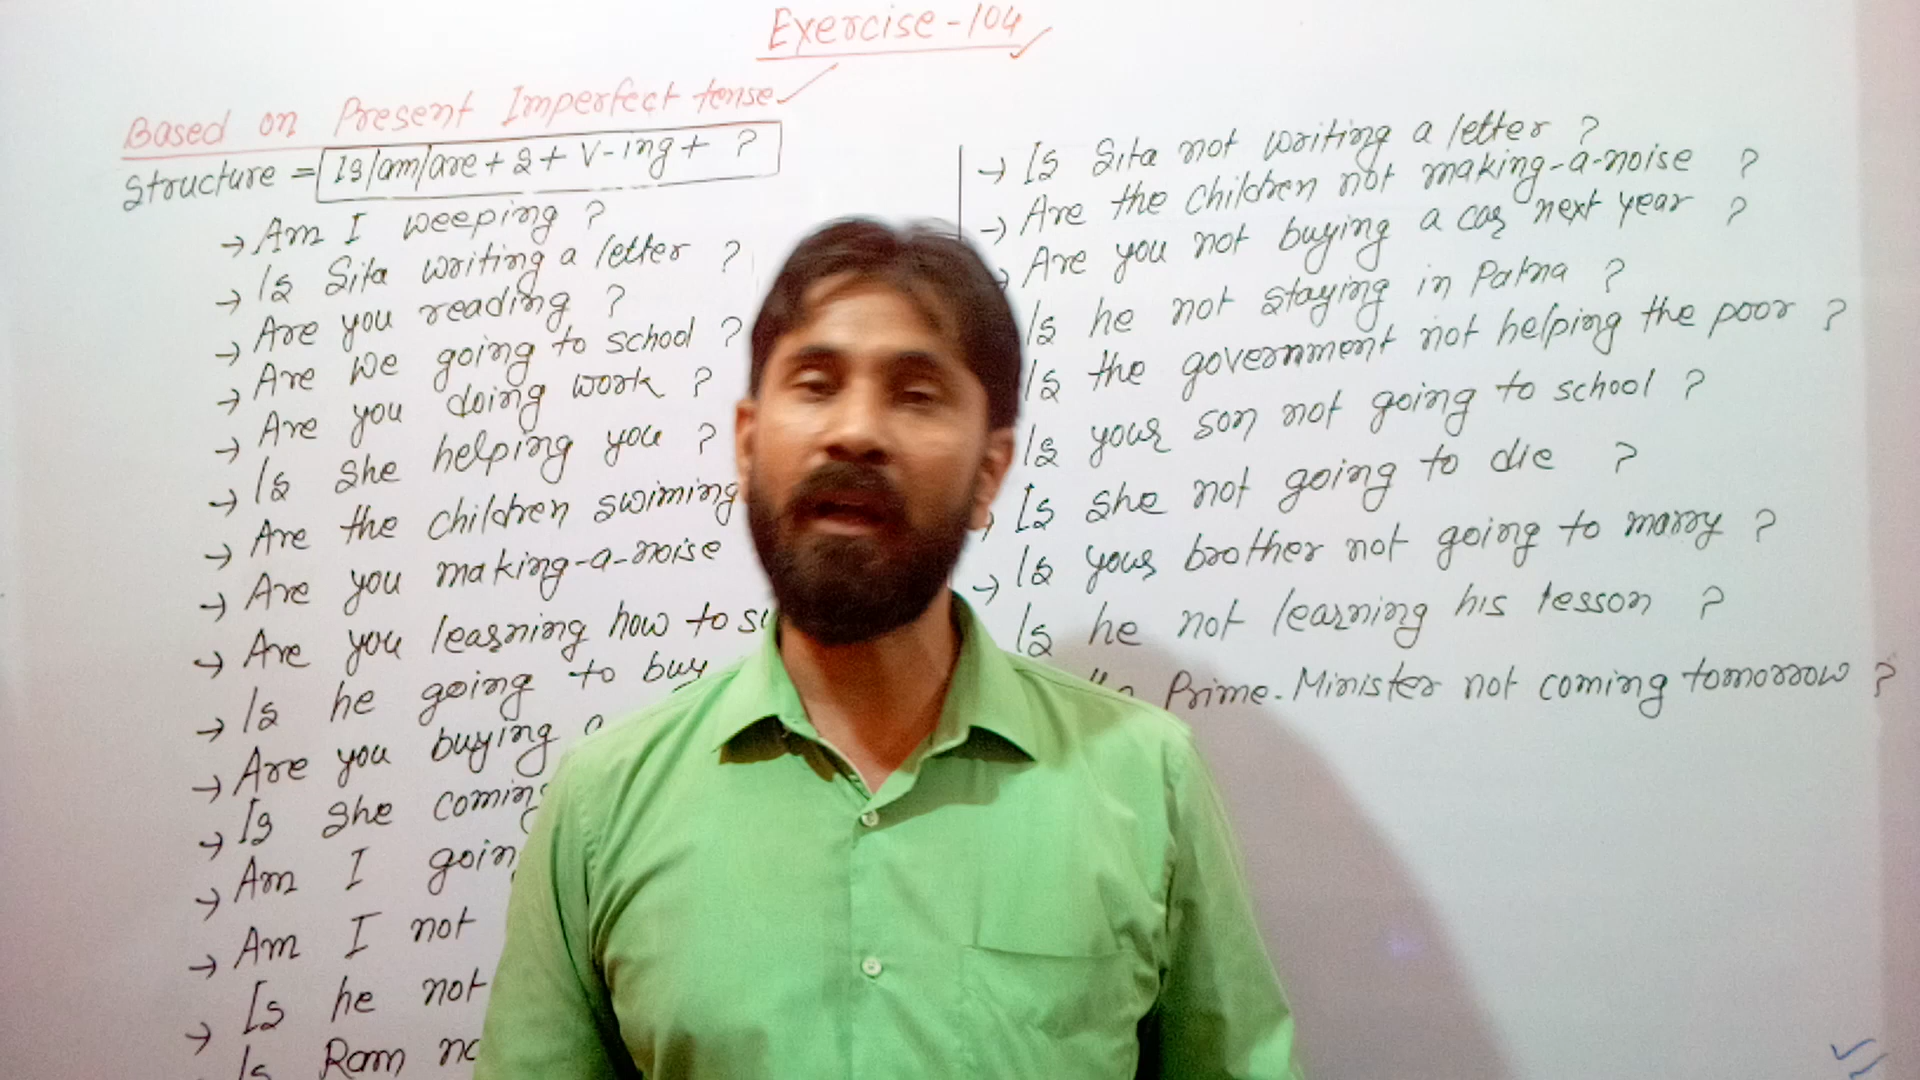 Exercise-104
Based on Present Imperfect tense
Structure = Is/am/are + S + V-ing + ?
→ Am I weeping ?
→ Is Sita writing a letter ?
→ Are you reading ?
→ Are we going to school ?
→ Are you doing work ?
→ Is she helping you ?
→ Are the children swiming
→ Are you making-a-noise
→ Are you learning how to
→ Is he going to buy
→ Are you buying a
→ Is she coming
→ Am I going
→ Am I not
→ Is he not
Is Ram
→ Is Sita not writing a letter ?
→ Are the children not making-a-noise ?
→ Are you not buying a car next year ?
Is he not staying in Patna ?
Is the government not helping the poor ?
Is your son not going to school ?
→ Is she not going to die ?
→ Is your brother not going to marry ?
Is he not learning his lesson ?
Prime-Minister not coming tomorrow ?